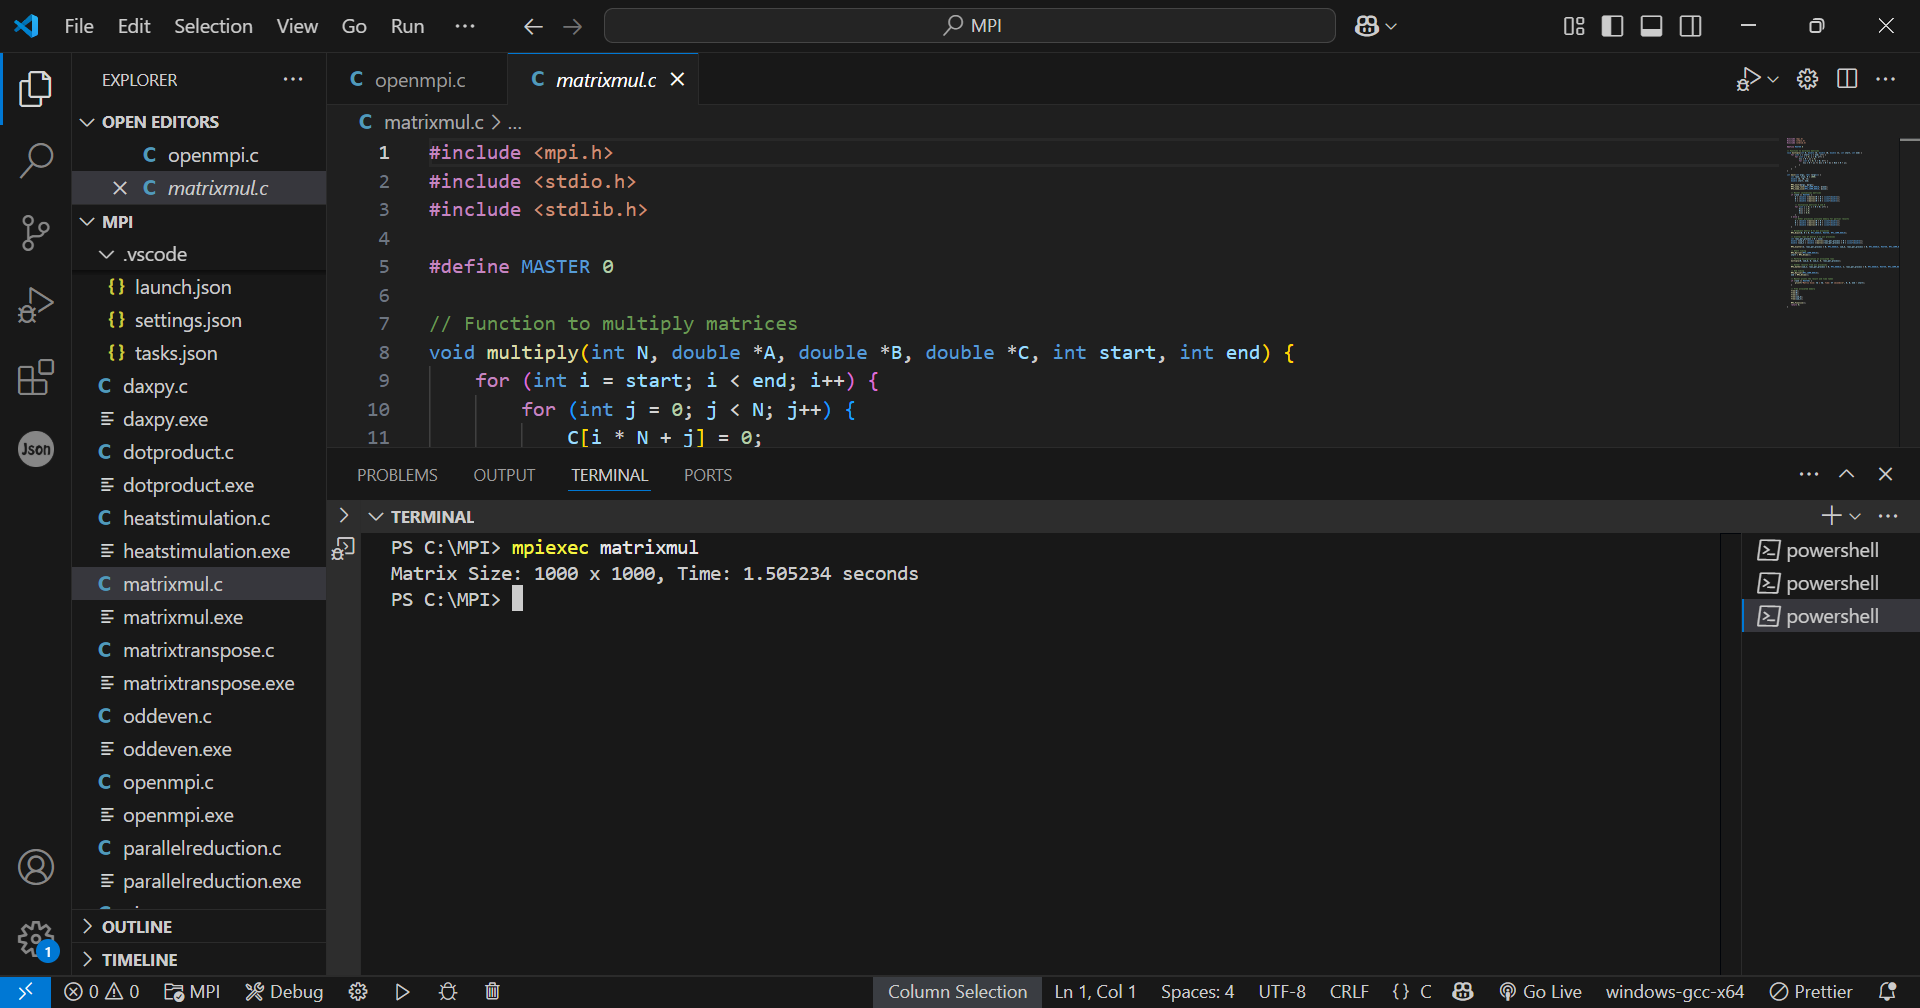 File Edit Selection View Go Run ··· MPI
EXPLORER ···
OPEN EDITORS
openmpi.c
matrixmul.c
MPI
.vscode
{} launch.json
{} settings.json
{} tasks.json
C daxpy.c
daxpy.exe
C dotproduct.c
dotproduct.exe
C heatstimulation.c
heatstimulation.exe
C matrixmul.c
matrixmul.exe
C matrixtranspose.c
matrixtranspose.exe
C oddeven.c
oddeven.exe
C openmpi.c
openmpi.exe
C parallelreduction.c
parallelreduction.exe
OUTLINE
TIMELINE
Json
1
C openmpi.c C matrixmul.c
C matrixmul.c > ...
1 #include <mpi.h>
2 #include <stdio.h>
3 #include <stdlib.h>
4
5 #define MASTER 0
6
7 // Function to multiply matrices
8 void multiply(int N, double *A, double *B, double *C, int start, int end) {
9 for (int i = start; i < end; i++) {
10 for (int j = 0; j < N; j++) {
11 C[i * N + j] = 0;
PROBLEMS OUTPUT TERMINAL PORTS
TERMINAL
PS C:\MPI> mpiexec matrixmul
Matrix Size: 1000 x 1000, Time: 1.505234 seconds
PS C:\MPI>
powershell
powershell
powershell
0 0 MPI Debug Column Selection Ln 1, Col 1 Spaces: 4 UTF-8 CRLF {} C Go Live windows-gcc-x64 Prettier